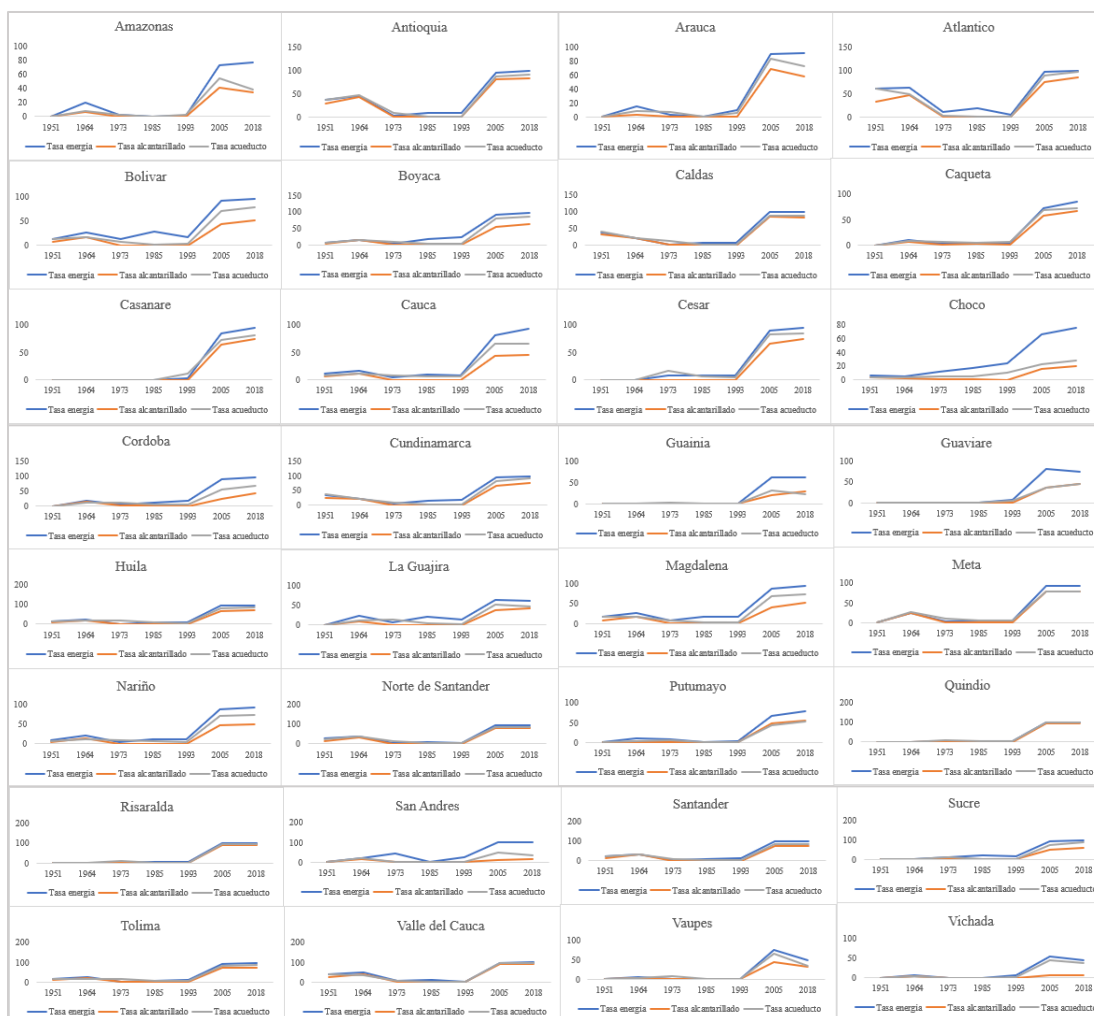 Amazonas
100
80
60
40
20
0
1951 1964 1973 1985 1993 2005 2018
Tasa energia Tasa alcantarillado Tasa acueducto
Antioquia
150
100
50
0
1951 1964 1973 1985 1993 2005 2018
Tasa energia Tasa alcantarillado Tasa acueducto
Arauca
100
80
60
40
20
0
1951 1964 1973 1985 1993 2005 2018
Tasa energia Tasa alcantarillado Tasa acueducto
Atlantico
150
100
50
0
1951 1964 1973 1985 1993 2005 2018
Tasa energia Tasa alcantarillado Tasa acueducto
Bolivar
100
50
0
1951 1964 1973 1985 1993 2005 2018
Tasa energia Tasa alcantarillado Tasa acueducto
Boyaca
150
100
50
0
1951 1964 1973 1985 1993 2005 2018
Tasa energia Tasa alcantarillado Tasa acueducto
Caldas
150
100
50
0
1951 1964 1973 1985 1993 2005 2018
Tasa energia Tasa alcantarillado Tasa acueducto
Caqueta
100
50
0
1951 1964 1973 1985 1993 2005 2018
Tasa energia Tasa alcantarillado Tasa acueducto
Casanare
100
50
0
1951 1964 1973 1985 1993 2005 2018
Tasa energia Tasa alcantarillado Tasa acueducto
Cauca
100
50
0
1951 1964 1973 1985 1993 2005 2018
Tasa energia Tasa alcantarillado Tasa acueducto
Cesar
100
50
0
1951 1964 1973 1985 1993 2005 2018
Tasa energia Tasa alcantarillado Tasa acueducto
Choco
80
60
40
20
0
1951 1964 1973 1985 1993 2005 2018
Tasa energia Tasa alcantarillado Tasa acueducto
Cordoba
150
100
50
0
1951 1964 1973 1985 1993 2005 2018
Tasa energia Tasa alcantarillado Tasa acueducto
Cundinamarca
150
100
50
0
1951 1964 1973 1985 1993 2005 2018
Tasa energia Tasa alcantarillado Tasa acueducto
Guainia
100
50
0
1951 1964 1973 1985 1993 2005 2018
Tasa energia Tasa alcantarillado Tasa acueducto
Guaviare
100
50
0
1951 1964 1973 1985 1993 2005 2018
Tasa energia Tasa alcantarillado Tasa acueducto
Huila
200
100
0
1951 1964 1973 1985 1993 2005 2018
Tasa energia Tasa alcantarillado Tasa acueducto
La Guajira
100
50
0
1951 1964 1973 1985 1993 2005 2018
Tasa energia Tasa alcantarillado Tasa acueducto
Magdalena
100
50
0
1951 1964 1973 1985 1993 2005 2018
Tasa energia Tasa alcantarillado Tasa acueducto
Meta
100
50
0
1951 1964 1973 1985 1993 2005 2018
Tasa energia Tasa alcantarillado Tasa acueducto
Nariño
100
50
0
1951 1964 1973 1985 1993 2005 2018
Tasa energia Tasa alcantarillado Tasa acueducto
Norte de Santander
200
100
0
1951 1964 1973 1985 1993 2005 2018
Tasa energia Tasa alcantarillado Tasa acueducto
Putumayo
100
50
0
1951 1964 1973 1985 1993 2005 2018
Tasa energia Tasa alcantarillado Tasa acueducto
Quindio
200
100
0
1951 1964 1973 1985 1993 2005 2018
Tasa energia Tasa alcantarillado Tasa acueducto
Risaralda
200
100
0
1951 1964 1973 1985 1993 2005 2018
Tasa energia Tasa alcantarillado Tasa acueducto
San Andres
200
100
0
1951 1964 1973 1985 1993 2005 2018
Tasa energia Tasa alcantarillado Tasa acueducto
Santander
200
100
0
1951 1964 1973 1985 1993 2005 2018
Tasa energia Tasa alcantarillado Tasa acueducto
Sucre
200
100
0
1951 1964 1973 1985 1993 2005 2018
Tasa energia Tasa alcantarillado Tasa acueducto
Tolima
200
100
0
1951 1964 1973 1985 1993 2005 2018
Tasa energia Tasa alcantarillado Tasa acueducto
Valle del Cauca
200
100
0
1951 1964 1973 1985 1993 2005 2018
Tasa energia Tasa alcantarillado Tasa acueducto
Vaupes
100
50
0
1951 1964 1973 1985 1993 2005 2018
Tasa energia Tasa alcantarillado Tasa acueducto
Vichada
100
50
0
1951 1964 1973 1985 1993 2005 2018
Tasa energia Tasa alcantarillado Tasa acueducto